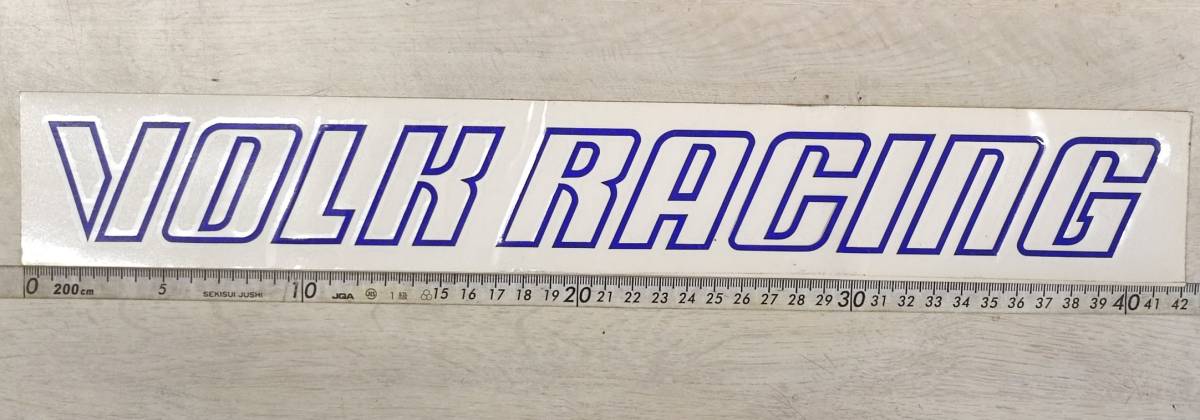 VOLK RACING
0 200cm 5 SEKISUI JUSHI 10 JQA JIS 1級 15 16 17 18 19 20 21 22 23 24 25 26 27 28 29 30 31 32 33 34 35 36 37 38 39 40 41 42